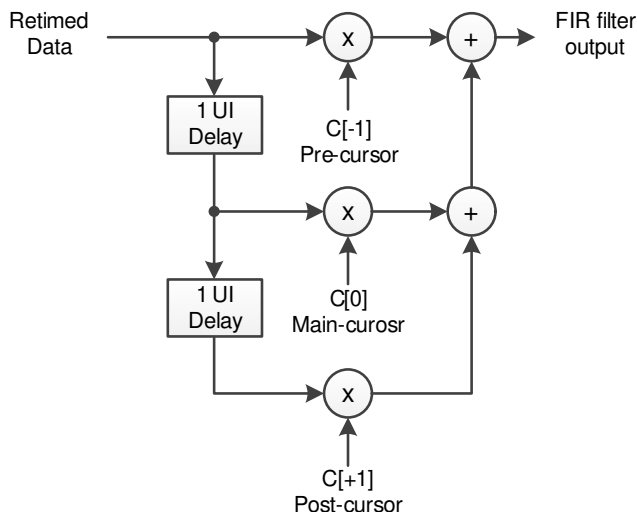 Retimed
Data
FIR filter
output
x
+
1 UI
Delay
C[-1]
Pre-cursor
x
+
1 UI
Delay
C[0]
Main-curosr
x
C[+1]
Post-cursor